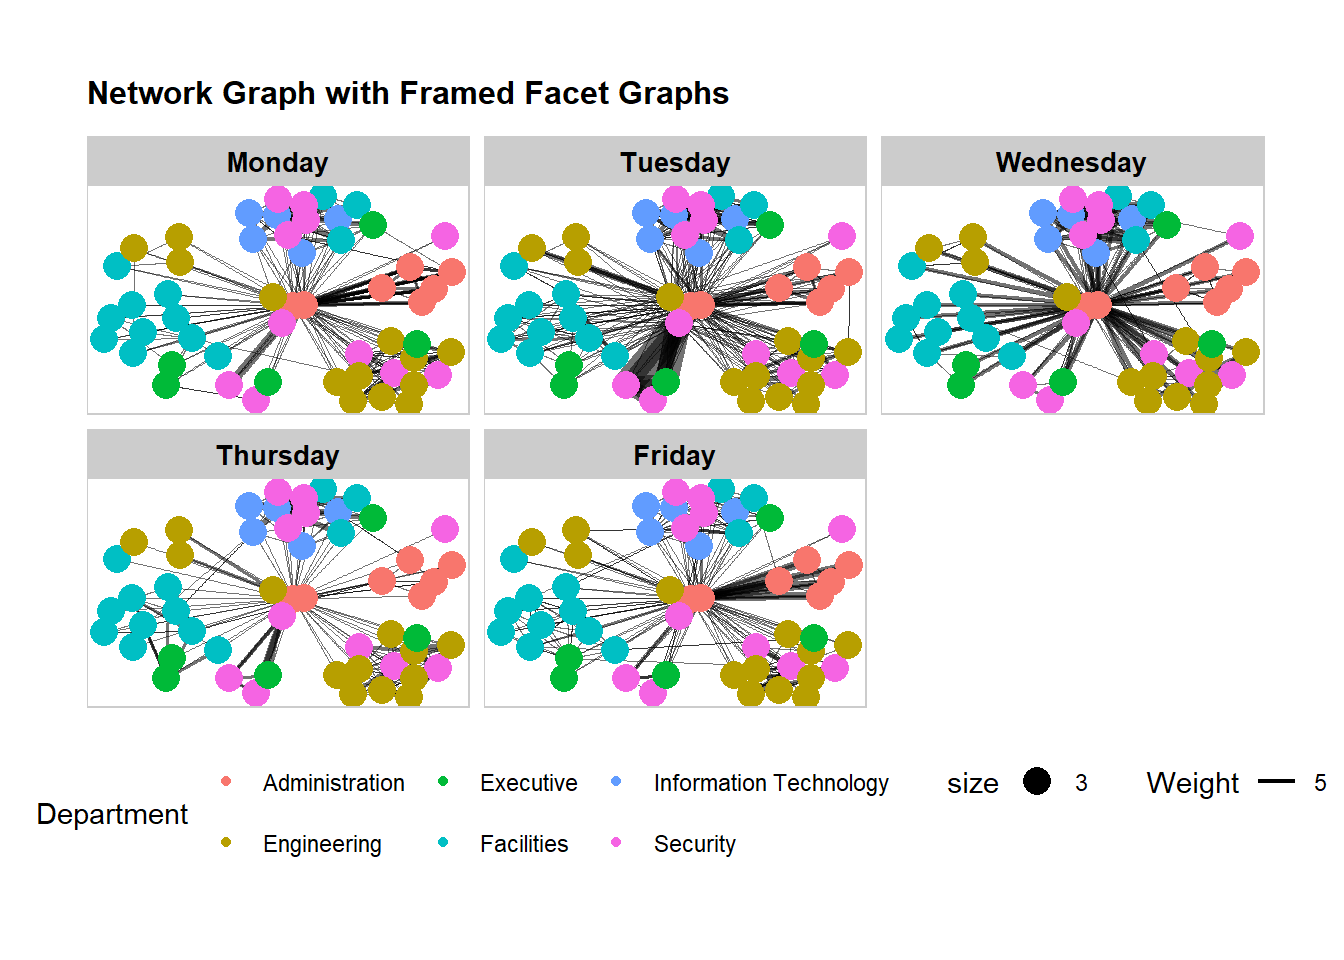 Network Graph with Framed Facet Graphs
Monday
Tuesday
Wednesday
Thursday
Friday
Department
Administration
Executive
Information Technology
Engineering
Facilities
Security
size
3
Weight
5